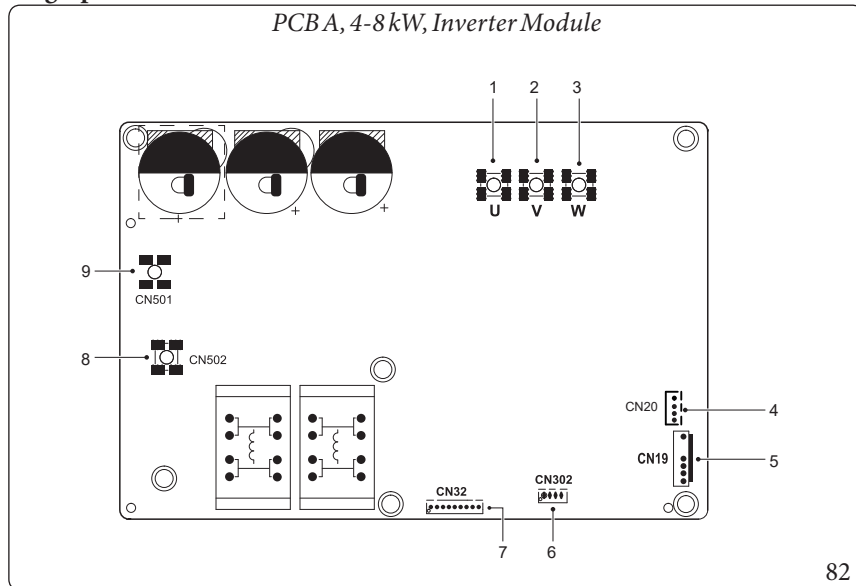 PCB A, 4-8 kW, Inverter Module
1 2 3
U V W
9
CN501
8
CN502
CN20
4
CN19
5
CN302
CN32
7
6
82